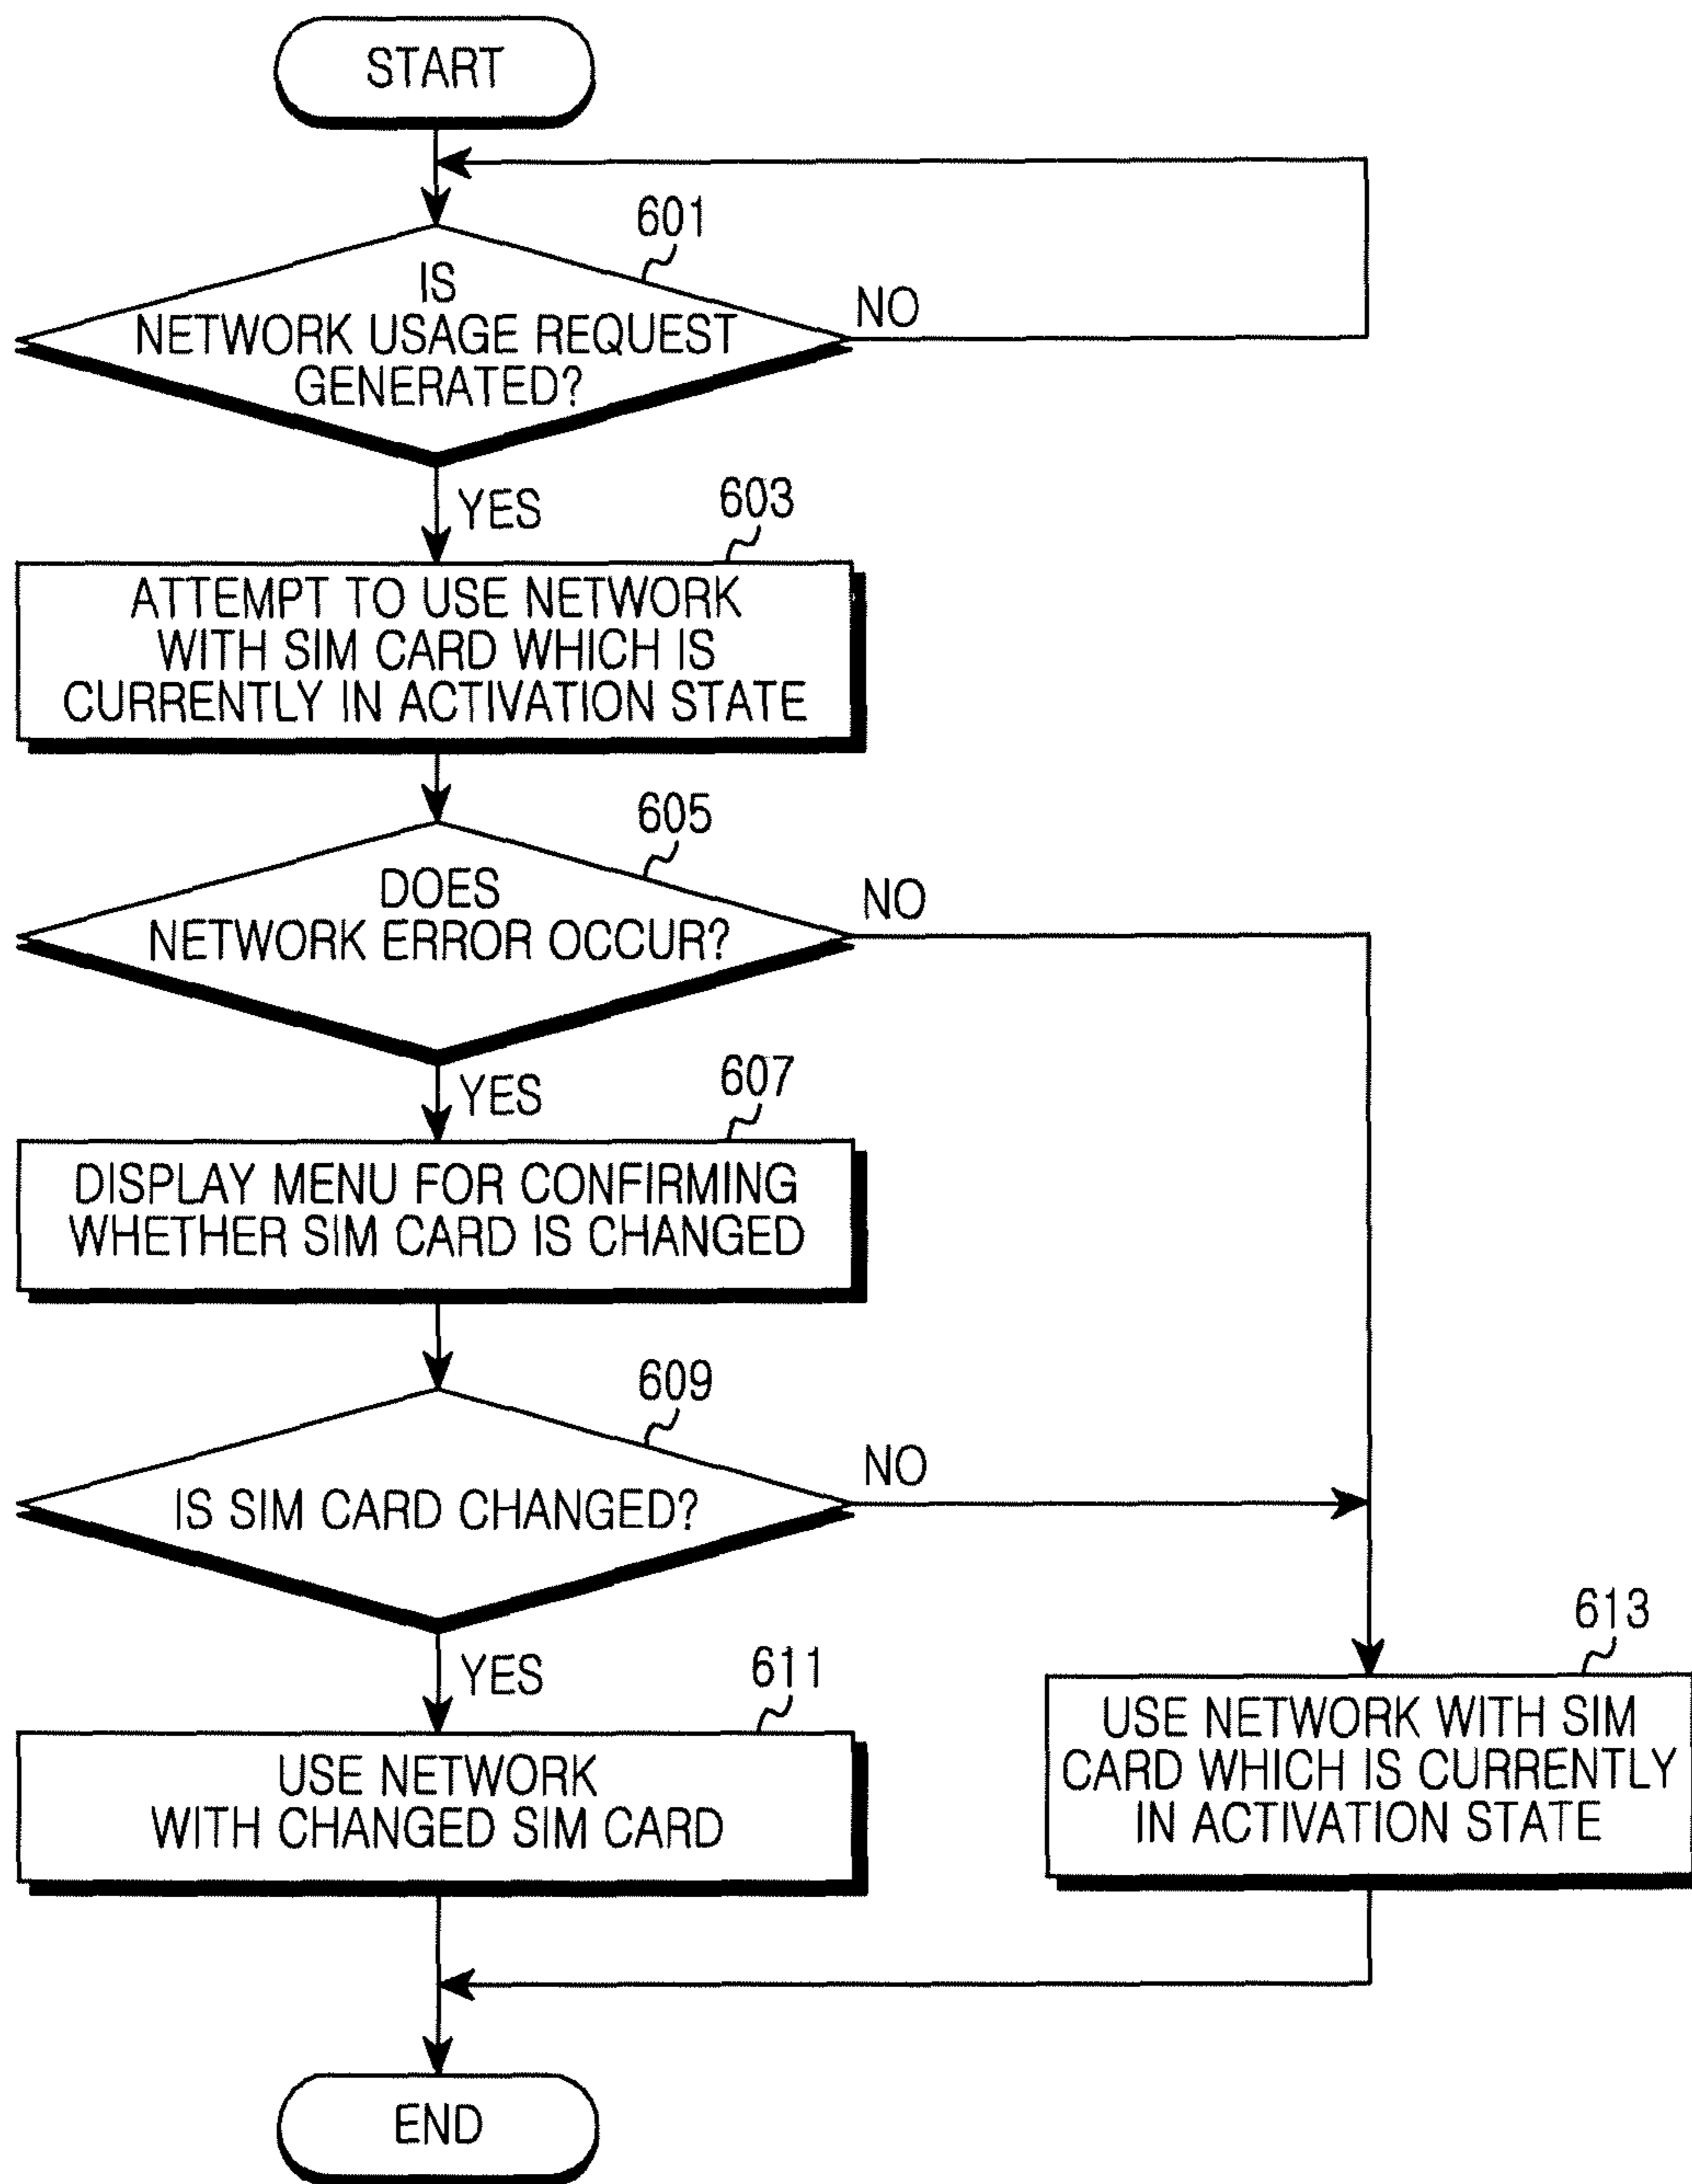 START
601
IS
NETWORK USAGE REQUEST
GENERATED?
NO
YES
603
ATTEMPT TO USE NETWORK
WITH SIM CARD WHICH IS
CURRENTLY IN ACTIVATION STATE
605
DOES
NETWORK ERROR OCCUR?
NO
YES
607
DISPLAY MENU FOR CONFIRMING
WHETHER SIM CARD IS CHANGED
609
IS SIM CARD CHANGED?
NO
YES
611
USE NETWORK
WITH CHANGED SIM CARD
613
USE NETWORK WITH SIM
CARD WHICH IS CURRENTLY
IN ACTIVATION STATE
END